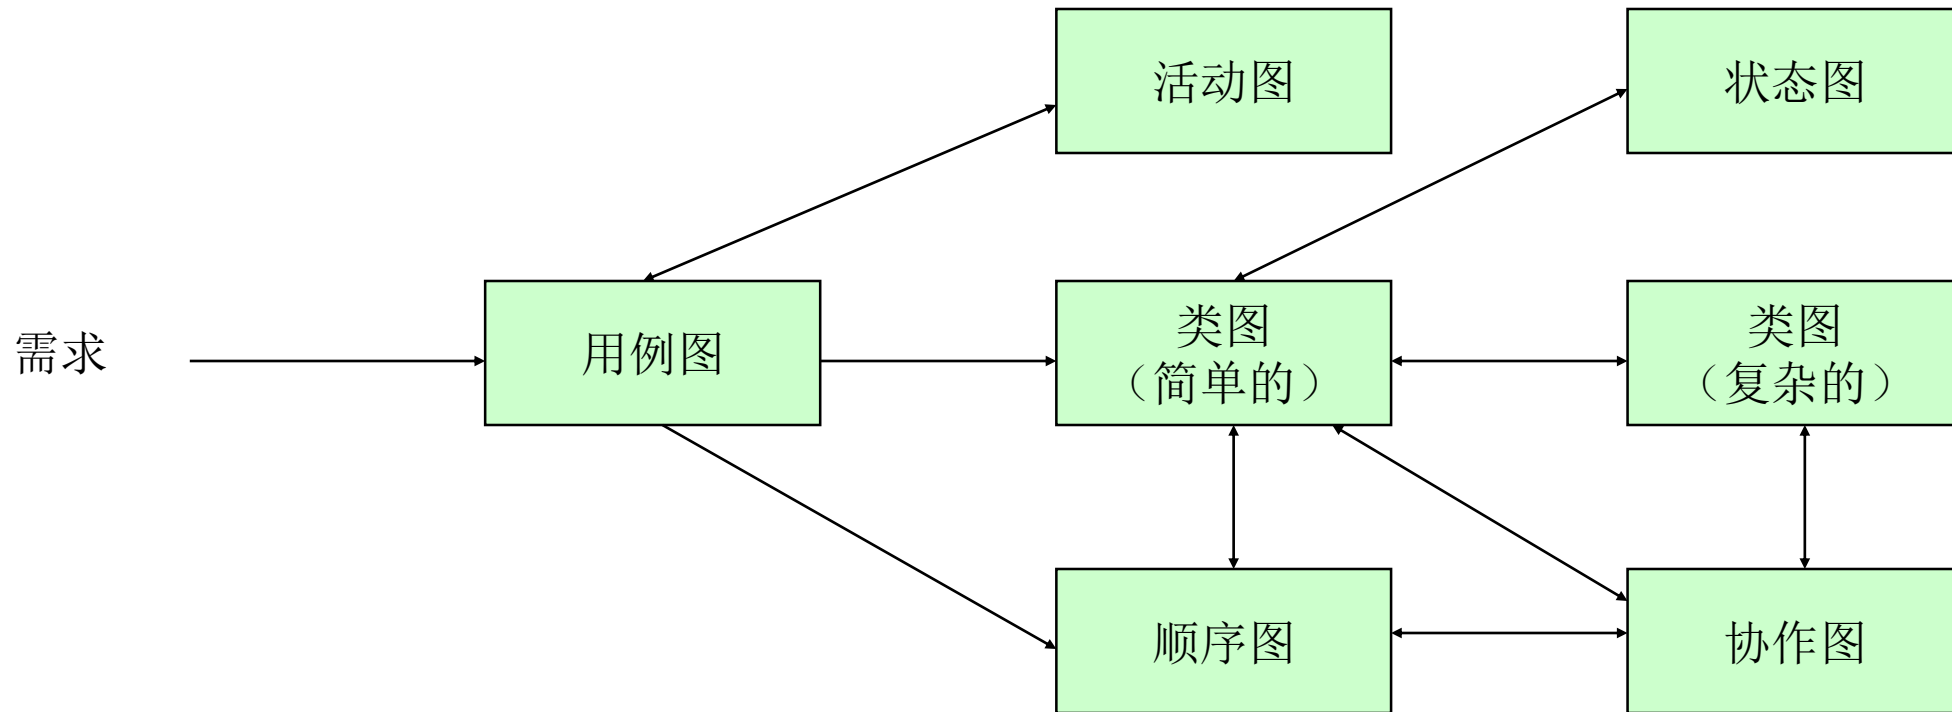 活动图
状态图
需求
用例图
类图
（简单的）
类图
（复杂的）
顺序图
协作图